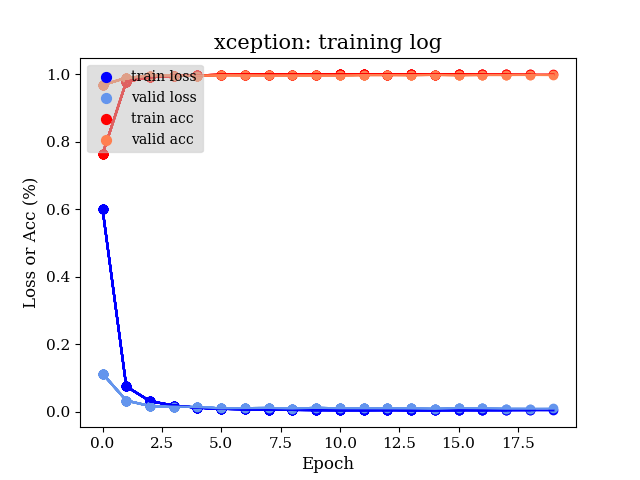 xception: training log
train loss
valid loss
train acc
valid acc
1.0
0.8
0.6
0.4
0.2
0.0
Loss or Acc (%)
0.0 2.5 5.0 7.5 10.0 12.5 15.0 17.5
Epoch